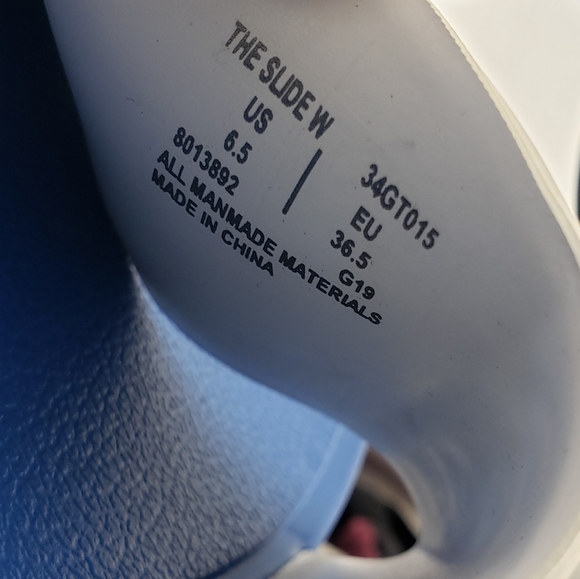 THE SLIDE W 34GT015
US | EU
6.5 36.5
8013892 G19
ALL MANMADE MATERIALS
MADE IN CHINA